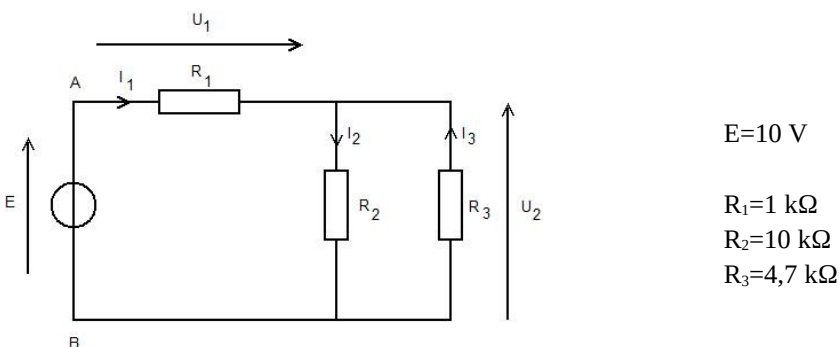 U₁
A
I₁
R₁
I₂
I₃
E
R₂
R₃
U₂
B
E=10 V
R₁=1 kΩ
R₂=10 kΩ
R₃=4,7 kΩ